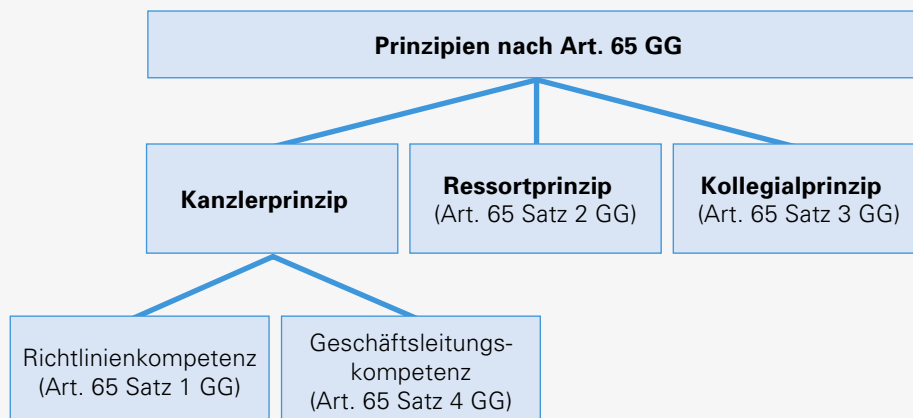 Prinzipien nach Art. 65 GG
Kanzlerprinzip
Ressortprinzip
(Art. 65 Satz 2 GG)
Kollegialprinzip
(Art. 65 Satz 3 GG)
Richtlinienkompetenz
(Art. 65 Satz 1 GG)
Geschäftsleitungs-
kompetenz
(Art. 65 Satz 4 GG)